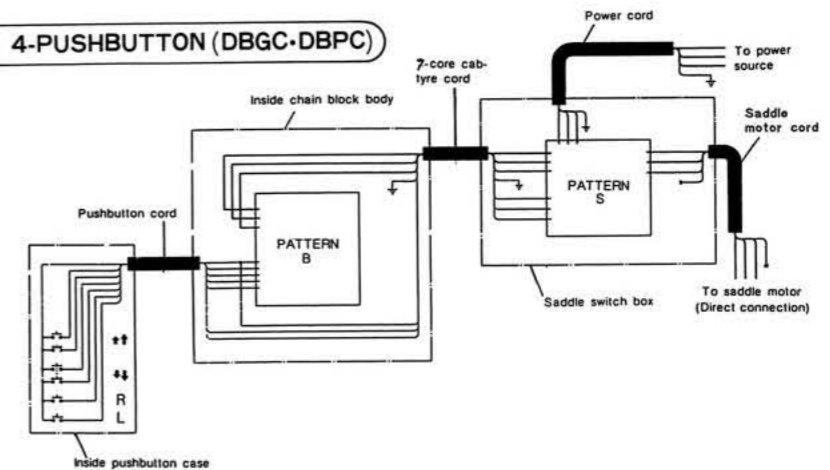 4-PUSHBUTTON (DBGC·DBPC)
Power cord
To power
source
7-core cab-
tyre cord
Inside chain block body
Saddle
motor cord
PATTERN
S
Pushbutton cord
PATTERN
B
Saddle switch box
To saddle motor
(Direct connection)
R
L
Inside pushbutton case